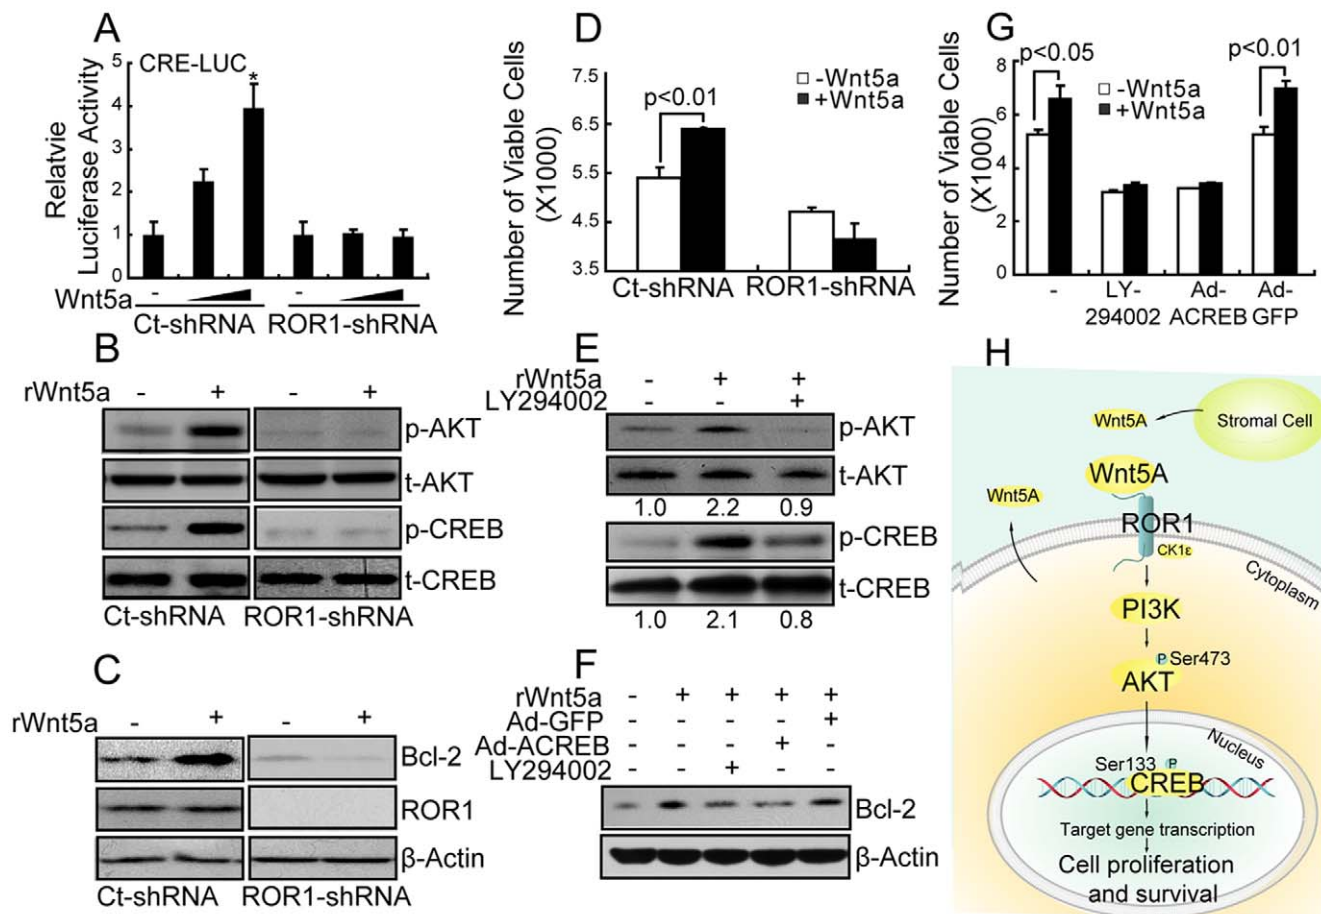 A
CRE-LUC
*
Relatvie
Luciferase Activity
5
4
3
2
1
0
Wnt5a
-
-
Ct-shRNA
ROR1-shRNA
B
rWnt5a - + - +
p-AKT
t-AKT
p-CREB
t-CREB
Ct-shRNA ROR1-shRNA
C
rWnt5a - + - +
Bcl-2
ROR1
β-Actin
Ct-shRNA ROR1-shRNA
D
Number of Viable Cells
(X1000)
7.5
6.5
5.5
4.5
3.5
-Wnt5a
+Wnt5a
p<0.01
Ct-shRNA ROR1-shRNA
E
rWnt5a - + +
LY294002 - - +
p-AKT
t-AKT
1.0 2.2 0.9
p-CREB
t-CREB
1.0 2.1 0.8
F
rWnt5a - + + + +
Ad-GFP - - - - +
Ad-ACREB - - - + -
LY294002 - - + - -
Bcl-2
β-Actin
G
Number of Viable Cells
(X1000)
8
6
4
2
0
p<0.05
p<0.01
-Wnt5a
+Wnt5a
- LY- Ad- Ad-
294002 ACREB GFP
H
Wnt5A
Stromal Cell
Wnt5A
Wnt5A
ROR1
CK1ε
Cytoplasm
PI3K
P Ser473
AKT
Nucleus
Ser133 P
CREB
Target gene transcription
Cell proliferation
and survival